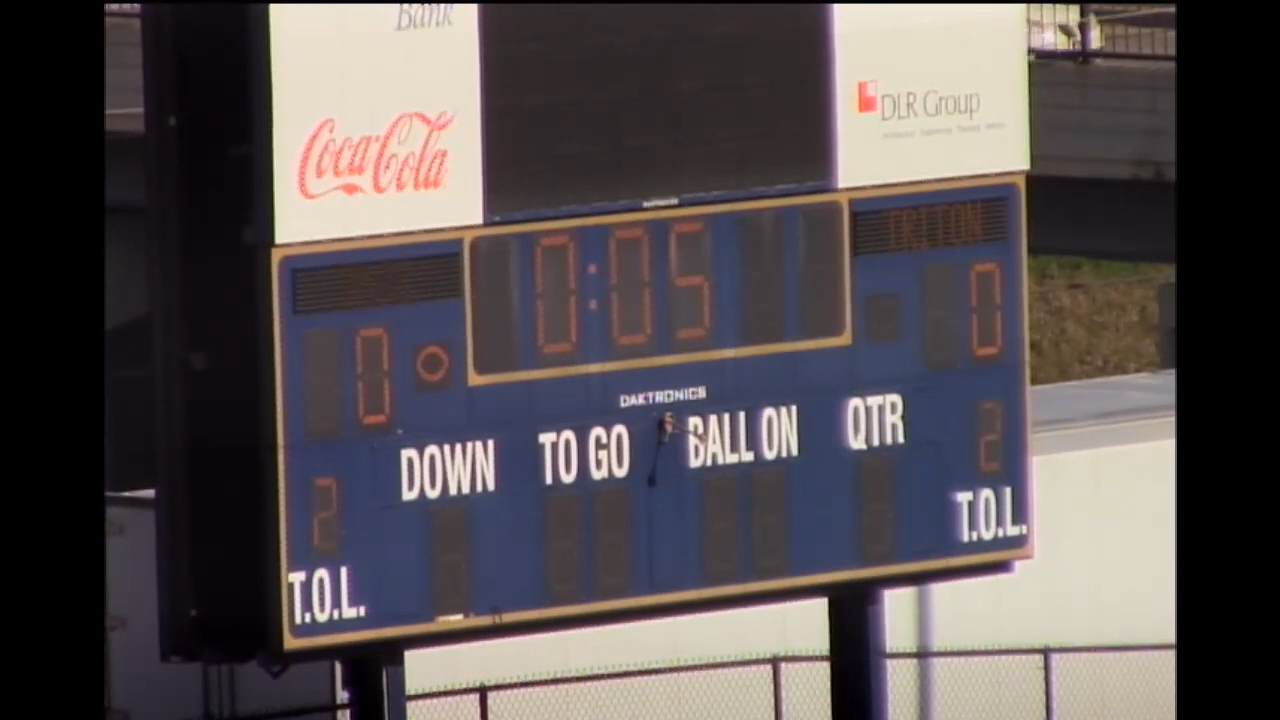 Bank
Coca-Cola
DLR Group
TRITON
0:05
0
0
DAKTRONICS
DOWN TO GO BALL ON QTR
2
2
T.O.L.
T.O.L.